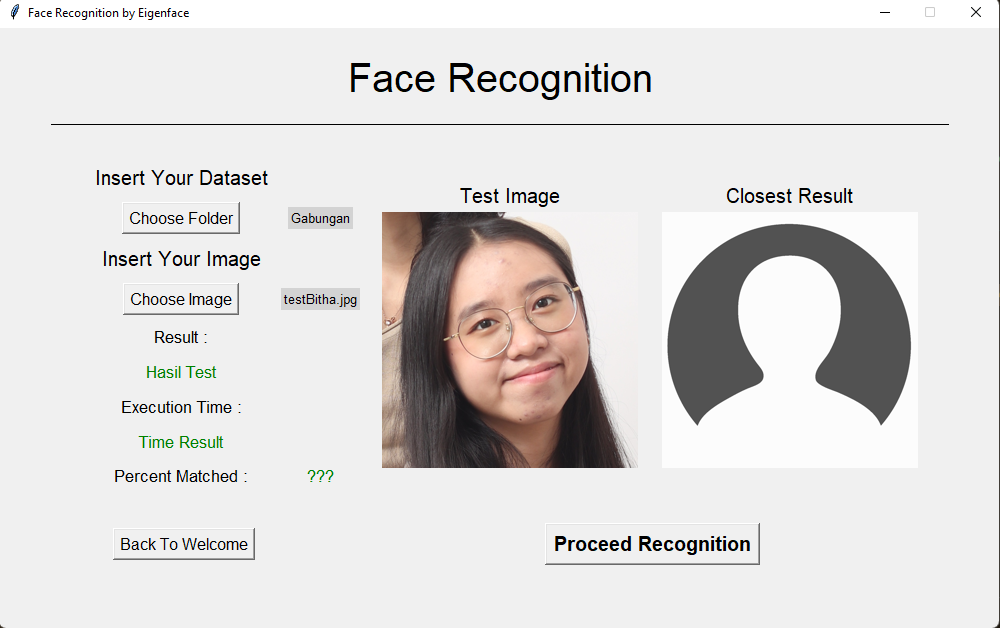 Face Recognition by Eigenface
Face Recognition
Insert Your Dataset
Choose Folder
Gabungan
Insert Your Image
Choose Image
testBitha.jpg
Result :
Hasil Test
Execution Time :
Time Result
Percent Matched :
???
Back To Welcome
Test Image
Closest Result
Proceed Recognition